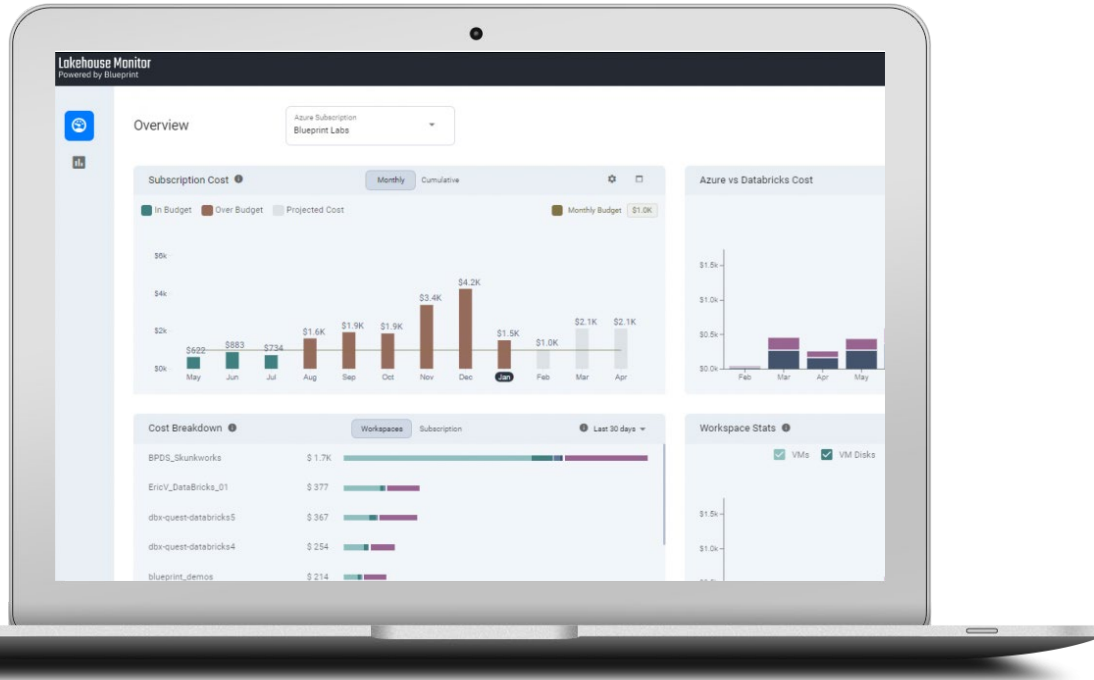 Lakehouse Monitor
Powered by Blueprint
Overview
Azure Subscription
Blueprint Labs
Subscription Cost
Monthly Cumulative
In Budget Over Budget Projected Cost
Monthly Budget $1.0K
$6k
$4k
$2k
$0k
$622 $883 $734 $1.6K $1.9K $1.9K $3.4K $4.2K $1.5K $1.0K $2.1K $2.1K
May Jun Jul Aug Sep Oct Nov Dec Jan Feb Mar Apr
Azure vs Databricks Cost
$1.5k
$1.0k
$0.5k
$0.0k
Feb Mar Apr May
Cost Breakdown
Workspaces Subscription
Last 30 days
BPDS_Skunkworks $ 1.7K
EricV_DataBricks_01 $ 377
dbx-quest-databricks5 $ 367
dbx-quest-databricks4 $ 254
blueprint_demos $ 214
Workspace Stats
VMs VM Disks
$1.5k
$1.0k